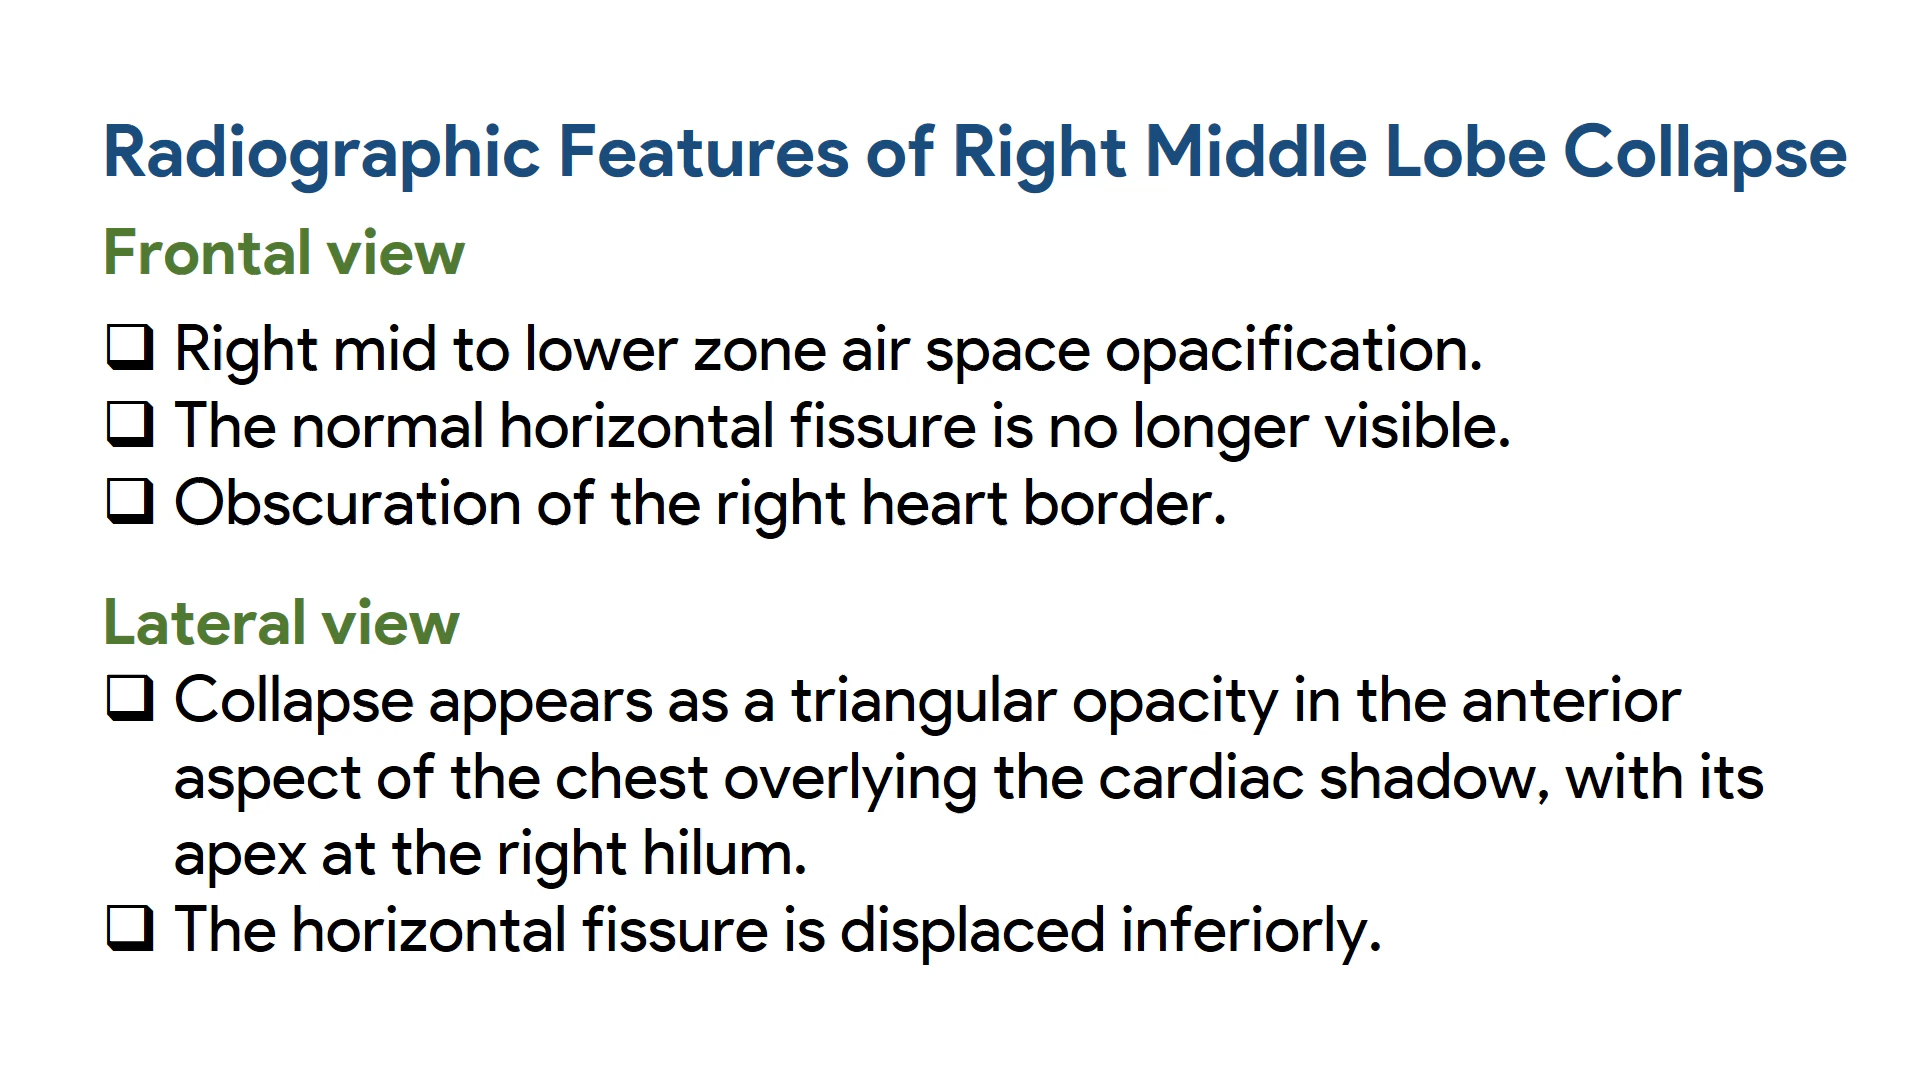 Radiographic Features of Right Middle Lobe Collapse
Frontal view
❑ Right mid to lower zone air space opacification.
❑ The normal horizontal fissure is no longer visible.
❑ Obscuration of the right heart border.
Lateral view
❑ Collapse appears as a triangular opacity in the anterior
aspect of the chest overlying the cardiac shadow, with its
apex at the right hilum.
❑ The horizontal fissure is displaced inferiorly.